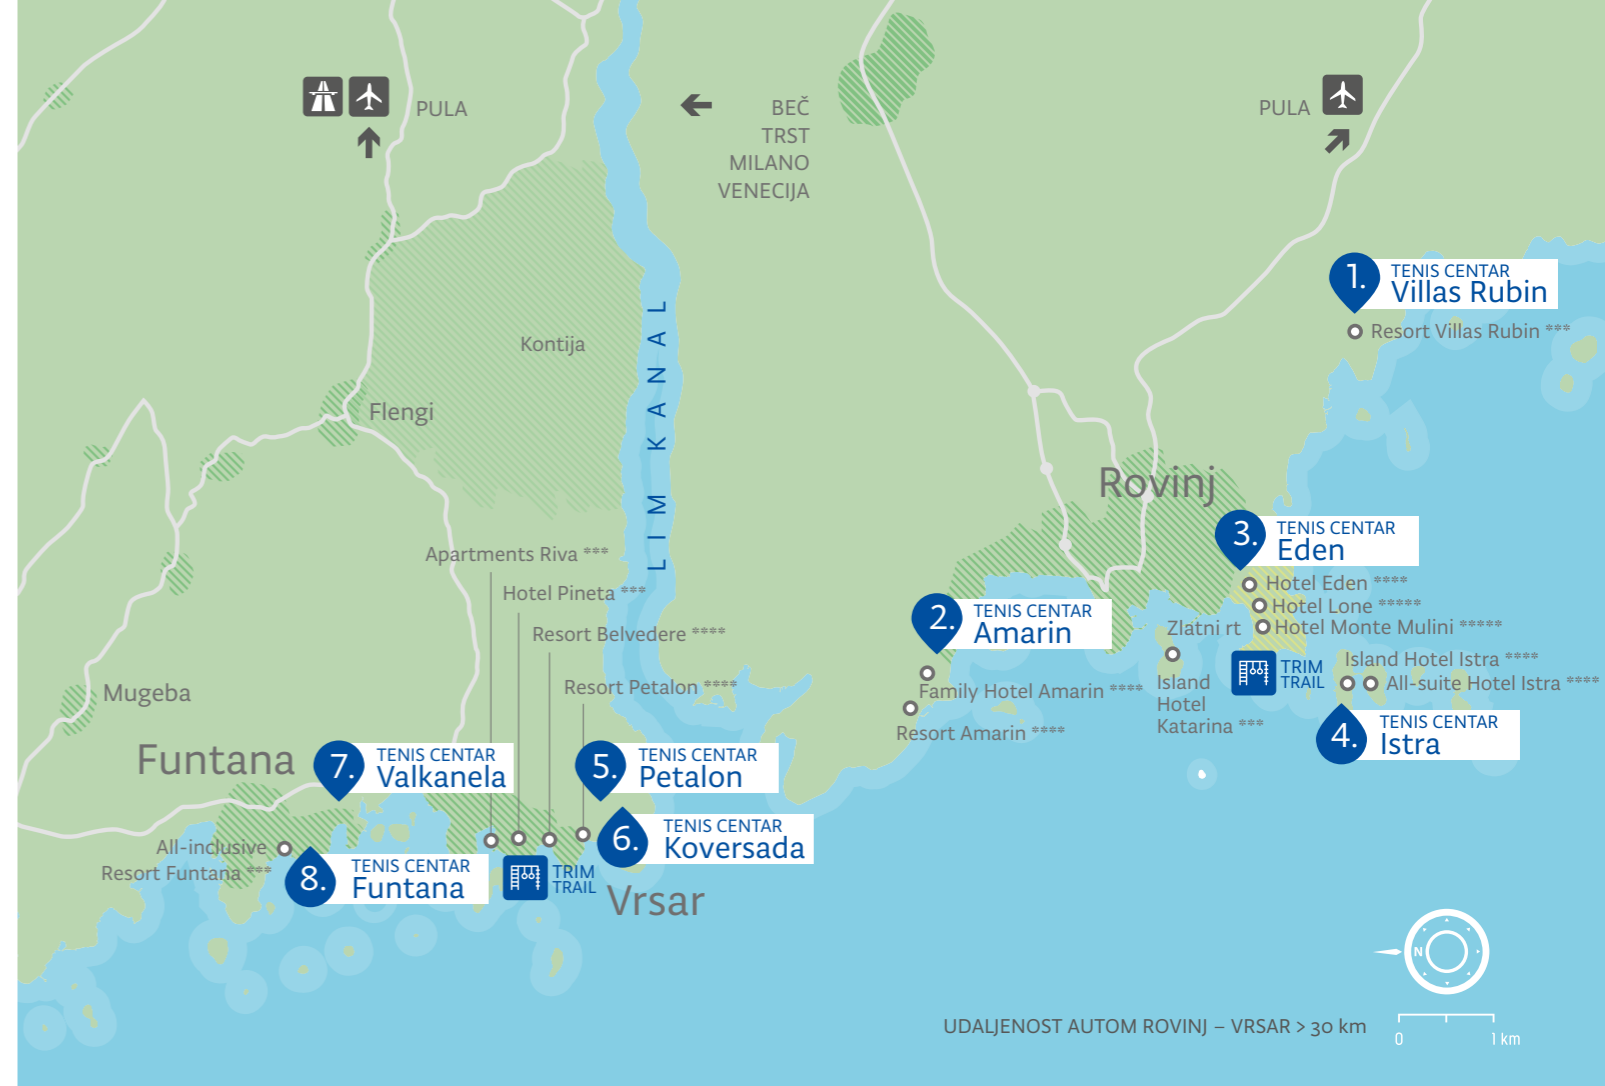 PULA
BEČ
TRST
MILANO
VENECIJA
PULA
1.
TENIS CENTAR
Villas Rubin
Resort Villas Rubin ***
LIM KANAL
Kontija
Flengi
Rovinj
3.
TENIS CENTAR
Eden
Hotel Eden ****
Hotel Lone *****
Hotel Monte Mulini *****
Zlatni rt
2.
TENIS CENTAR
Amarin
Family Hotel Amarin ****
Resort Amarin ****
Island
Hotel
Katarina ***
TRIM
TRAIL
Island Hotel Istra ****
All-suite Hotel Istra ****
4.
TENIS CENTAR
Istra
Apartments Riva ***
Hotel Pineta ***
Resort Belvedere ****
Resort Petalon ****
Mugeba
Funtana
7.
TENIS CENTAR
Valkanela
5.
TENIS CENTAR
Petalon
6.
TENIS CENTAR
Koversada
All-inclusive
Resort Funtana ***
8.
TENIS CENTAR
Funtana
TRIM
TRAIL
Vrsar
N
UDALJENOST AUTOM ROVINJ – VRSAR > 30 km
0 1 km